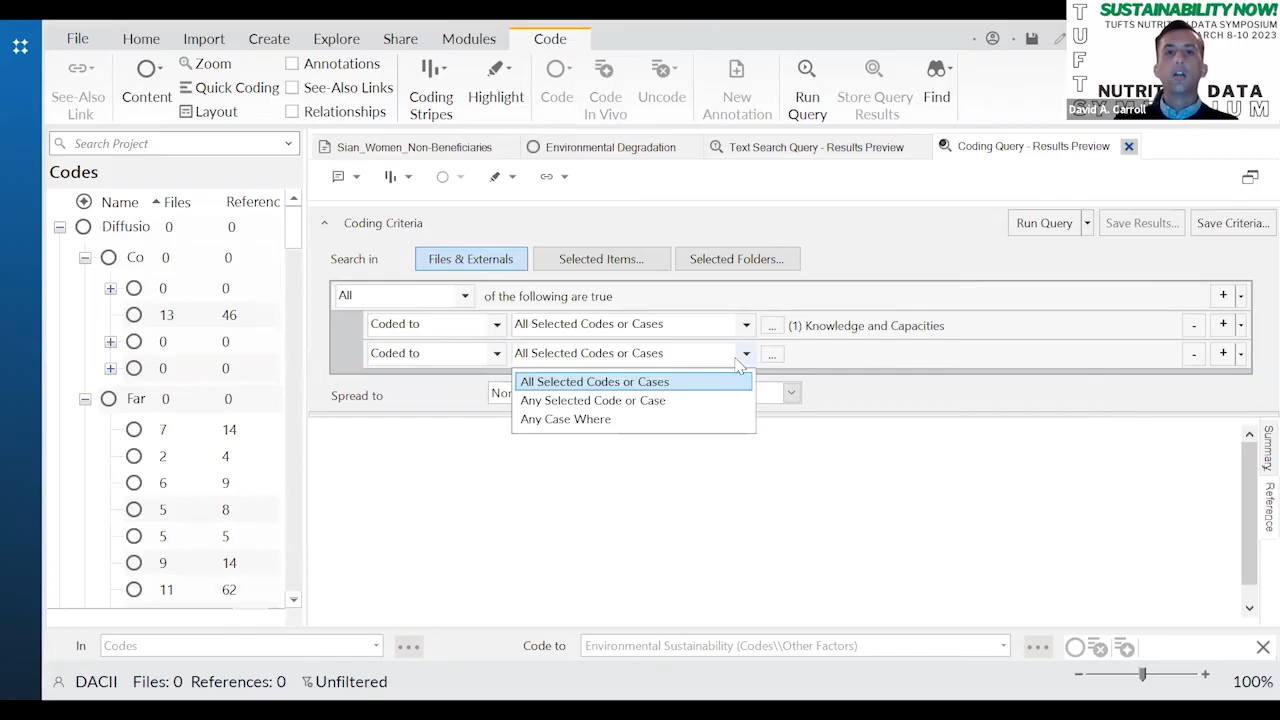 SUSTAINABILITY NOW!
TUFTS NUTRITION DATA SYMPOSIUM
MARCH 8-10 2023
David A. Carroll
File Home Import Create Explore Share Modules Code
See-Also Link
Content
Zoom
Quick Coding
Layout
Annotations
See-Also Links
Relationships
Coding Stripes
Highlight
Code
Code In Vivo
Uncode
New Annotation
Run Query
Store Query Results
Find
Search Project
Sian_Women_Non-Beneficiaries
Environmental Degradation
Text Search Query - Results Preview
Coding Query - Results Preview
Codes
Name Files Referenc
Diffusio 0 0
Co 0 0
0 0
13 46
0 0
0 0
Far 0 0
7 14
2 4
6 9
5 8
5 5
9 14
11 62
Coding Criteria
Run Query Save Results... Save Criteria...
Search in Files & Externals Selected Items... Selected Folders...
All of the following are true
Coded to All Selected Codes or Cases ... (1) Knowledge and Capacities
Coded to All Selected Codes or Cases ...
All Selected Codes or Cases
Any Selected Code or Case
Any Case Where
Spread to Non
Summary
Reference
In Codes Code to Environmental Sustainability (Codes\\Other Factors)
DACII Files: 0 References: 0 Unfiltered 100%